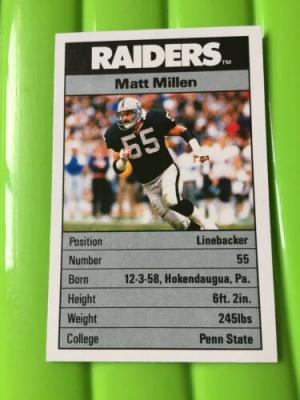 RAIDERS TM
Matt Millen
55
Position Linebacker
Number 55
Born 12-3-58, Hokendaugua, Pa.
Height 6ft. 2in.
Weight 245lbs
College Penn State